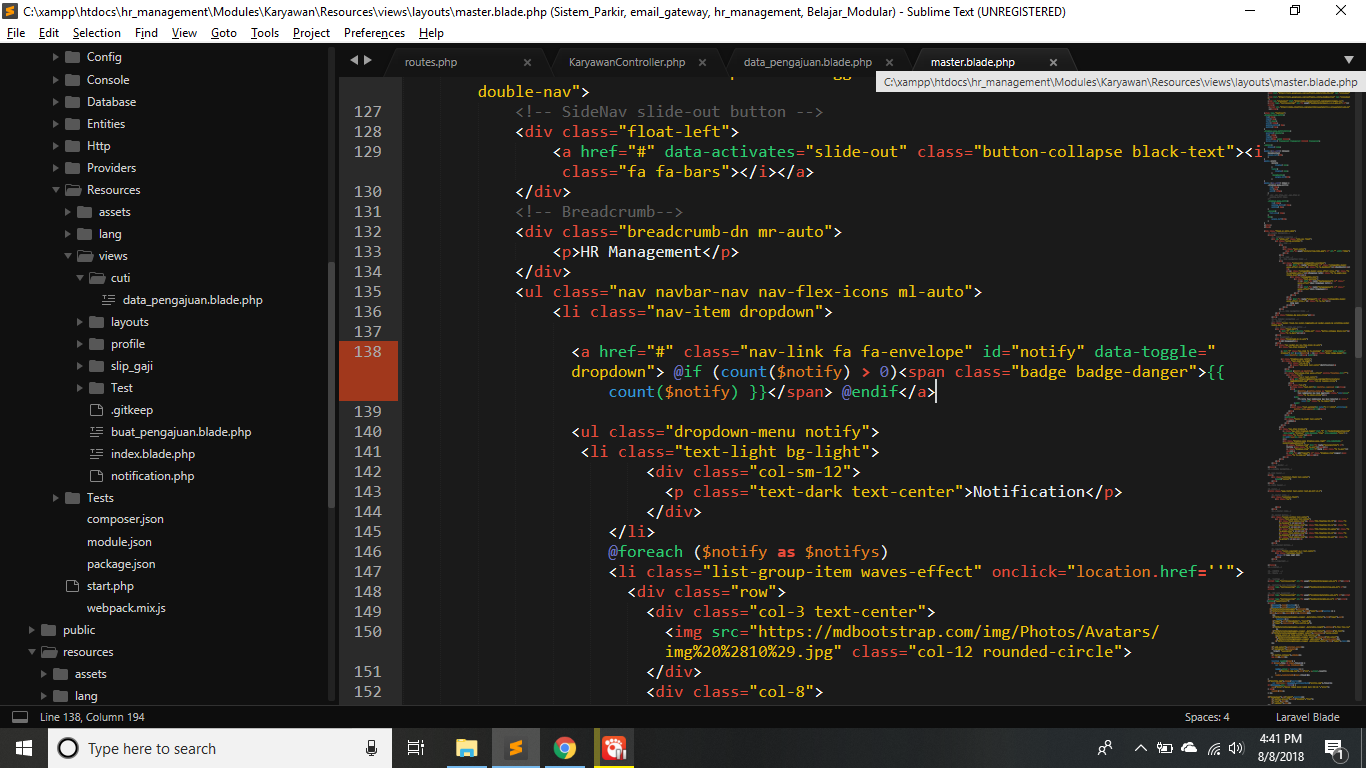 C:\xampp\htdocs\hr_management\Modules\Karyawan\Resources\views\layouts\master.blade.php (Sistem_Parkir, email_gateway, hr_management, Belajar_Modular) - Sublime Text (UNREGISTERED)
File Edit Selection Find View Goto Tools Project Preferences Help
Config
Console
Database
Entities
Http
Providers
Resources
assets
lang
views
cuti
data_pengajuan.blade.php
layouts
profile
slip_gaji
Test
.gitkeep
buat_pengajuan.blade.php
index.blade.php
notification.php
Tests
composer.json
module.json
package.json
start.php
webpack.mix.js
public
resources
assets
lang
routes.php KaryawanController.php data_pengajuan.blade.php master.blade.php
C:\xampp\htdocs\hr_management\Modules\Karyawan\Resources\views\layouts\master.blade.php
double-nav">
127 <!-- SideNav slide-out button -->
128 <div class="float-left">
129 <a href="#" data-activates="slide-out" class="button-collapse black-text"><i
class="fa fa-bars"></i></a>
130 </div>
131 <!-- Breadcrumb-->
132 <div class="breadcrumb-dn mr-auto">
133 <p>HR Management</p>
134 </div>
135 <ul class="nav navbar-nav nav-flex-icons ml-auto">
136 <li class="nav-item dropdown">
137
138 <a href="#" class="nav-link fa fa-envelope" id="notify" data-toggle="
dropdown"> @if (count($notify) > 0)<span class="badge badge-danger">{{
count($notify) }}</span> @endif</a>
139
140 <ul class="dropdown-menu notify">
141 <li class="text-light bg-light">
142 <div class="col-sm-12">
143 <p class="text-dark text-center">Notification</p>
144 </div>
145 </li>
146 @foreach ($notify as $notifys)
147 <li class="list-group-item waves-effect" onclick="location.href=''">
148 <div class="row">
149 <div class="col-3 text-center">
150 <img src="https://mdbootstrap.com/img/Photos/Avatars/
img%20%2810%29.jpg" class="col-12 rounded-circle">
151 </div>
152 <div class="col-8">
Line 138, Column 194 Spaces: 4 Laravel Blade
Type here to search
4:41 PM
8/8/2018
1